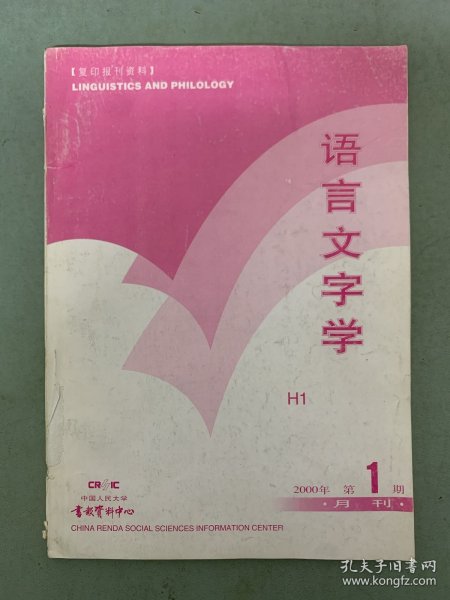 【复印报刊资料】
LINGUISTICS AND PHILOLOGY
语言文字学
H1
CRSSIC
中国人民大学
书报资料中心
CHINA RENDA SOCIAL SCIENCES INFORMATION CENTER
2000年 第1期
·月刊·
孔夫子旧书网
www.kongfz.com